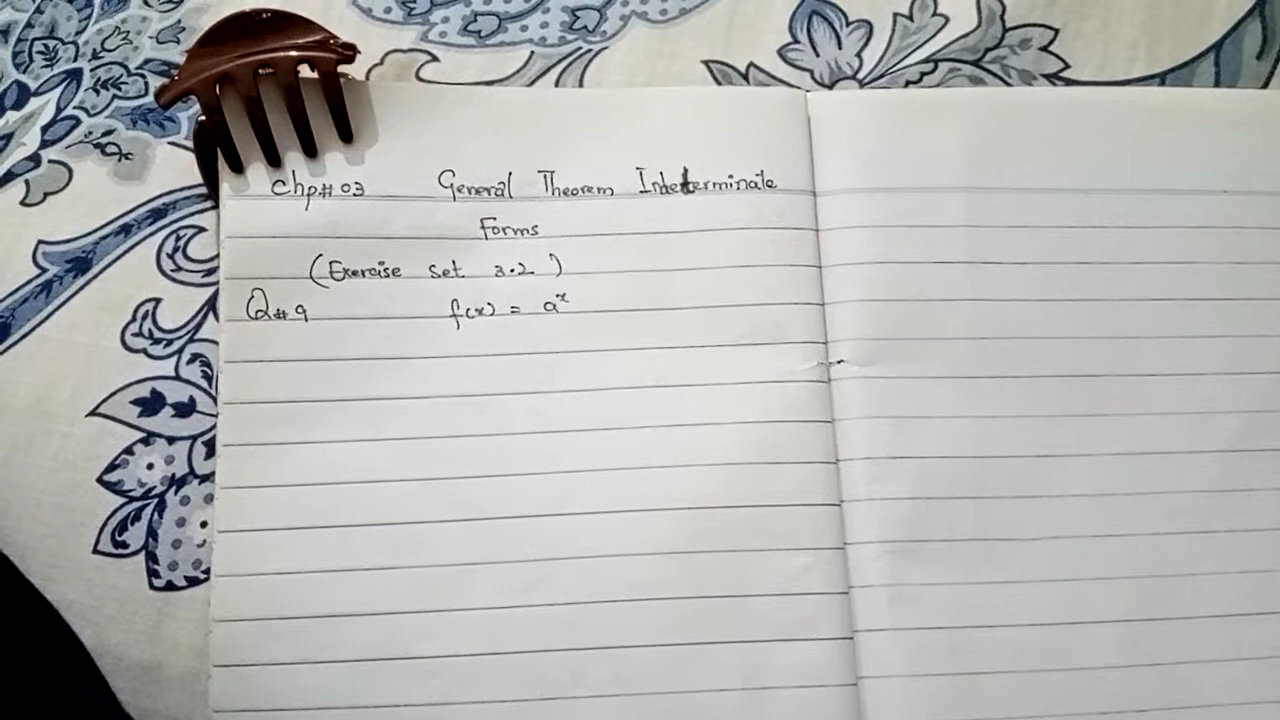 Chp#03 General Theorem Indeterminate
Forms
(Exercise set 3.2)
Q#9 f(x) = a^x